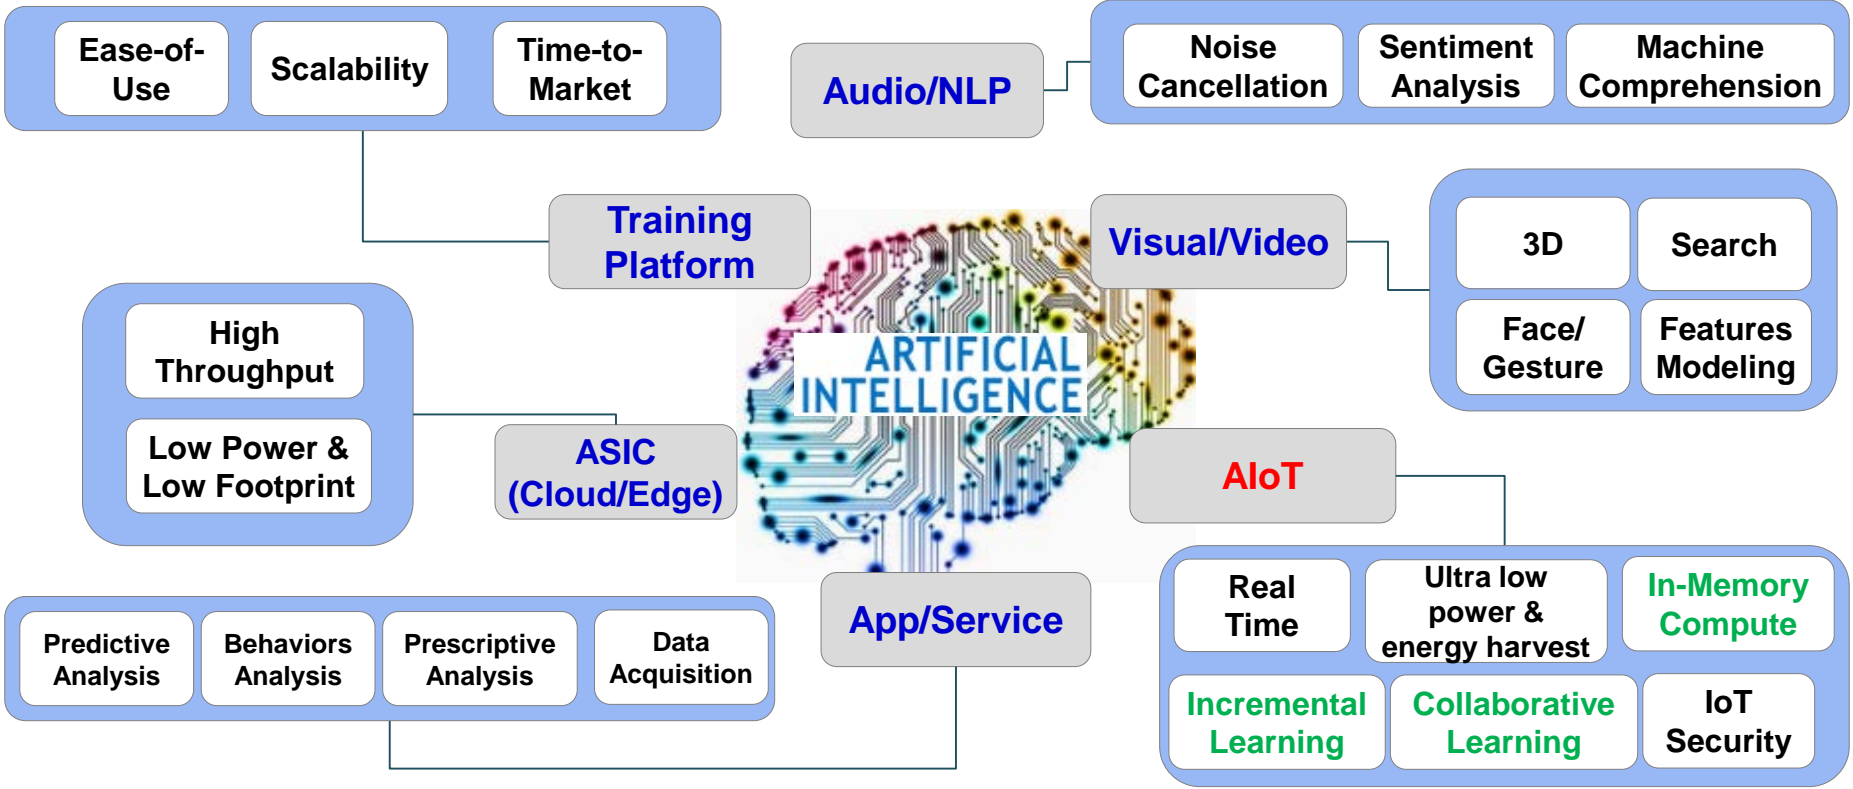 Ease-of-
Use
Scalability
Time-to-
Market
Audio/NLP
Noise
Cancellation
Sentiment
Analysis
Machine
Comprehension
Training
Platform
Visual/Video
3D
Search
Face/
Gesture
Features
Modeling
High
Throughput
Low Power &
Low Footprint
ARTIFICIAL
INTELLIGENCE
ASIC
(Cloud/Edge)
AIoT
App/Service
Real
Time
Ultra low
power &
energy harvest
In-Memory
Compute
Incremental
Learning
Collaborative
Learning
IoT
Security
Predictive
Analysis
Behaviors
Analysis
Prescriptive
Analysis
Data
Acquisition